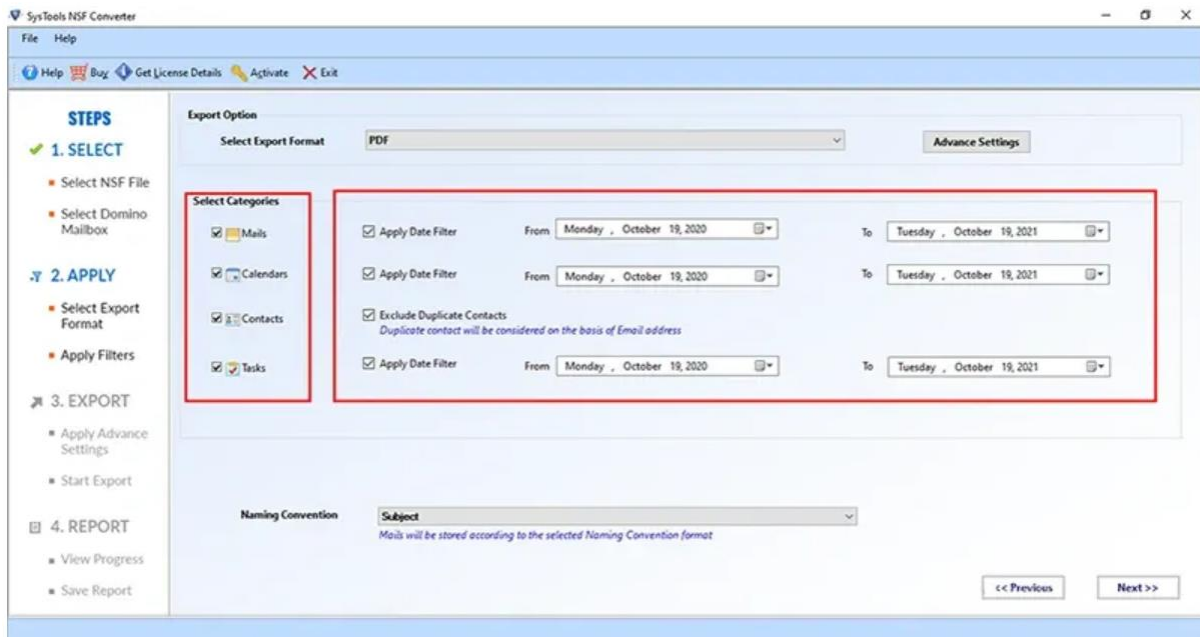 SysTools NSF Converter
File Help
Help Buy Get License Details Activate Exit
STEPS
1. SELECT
Select NSF File
Select Domino
Mailbox
2. APPLY
Select Export
Format
Apply Filters
3. EXPORT
Apply Advance
Settings
Start Export
4. REPORT
View Progress
Save Report
Export Option
Select Export Format PDF Advance Settings
Select Categories
Mails Apply Date Filter From Monday , October 19, 2020 To Tuesday , October 19, 2021
Calendars Apply Date Filter From Monday , October 19, 2020 To Tuesday , October 19, 2021
Contacts Exclude Duplicate Contacts
Duplicate contact will be considered on the basis of Email address
Tasks Apply Date Filter From Monday , October 19, 2020 To Tuesday , October 19, 2021
Naming Convention Subject
Mails will be stored according to the selected Naming Convention format
<< Previous Next >>